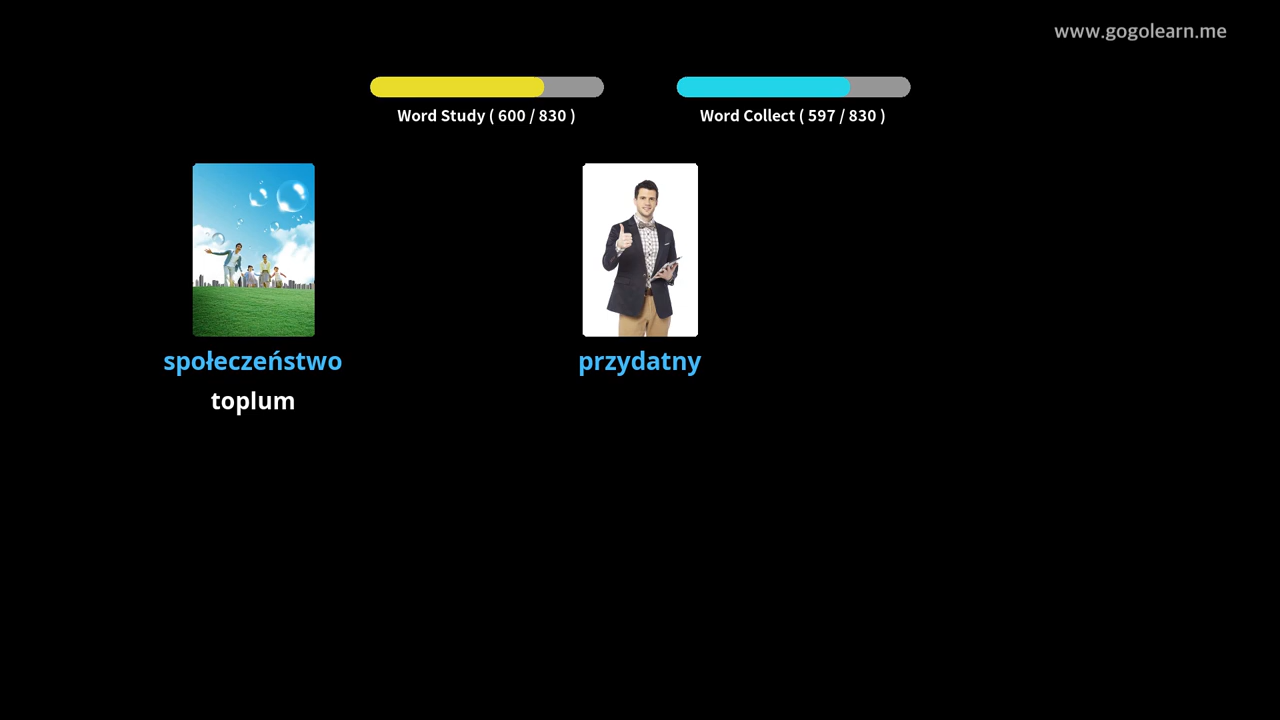 www.gogolearn.me
Word Study ( 600 / 830 )
Word Collect ( 597 / 830 )
społeczeństwo
toplum
przydatny